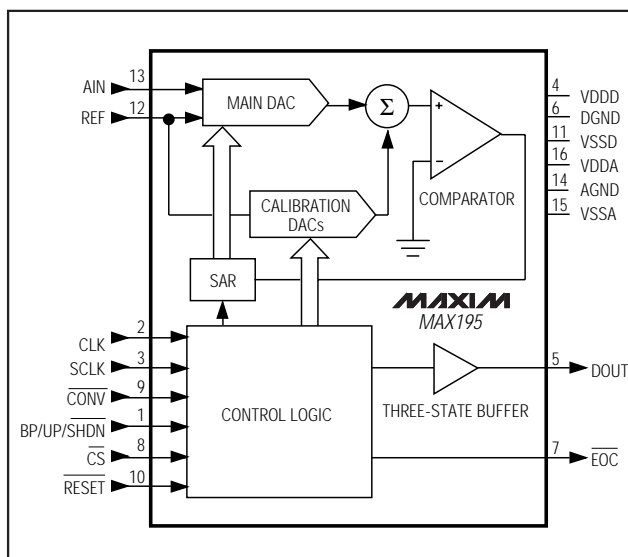 AIN 13
REF 12
MAIN DAC
Σ
+
−
COMPARATOR
CALIBRATION
DACs
SAR
4 VDDD
6 DGND
11 VSSD
16 VDDA
14 AGND
15 VSSA
MAXIM
MAX195
CLK 2
SCLK 3
CONV 9
BP/UP/SHDN 1
CS 8
RESET 10
CONTROL LOGIC
THREE-STATE BUFFER
5 DOUT
7 EOC